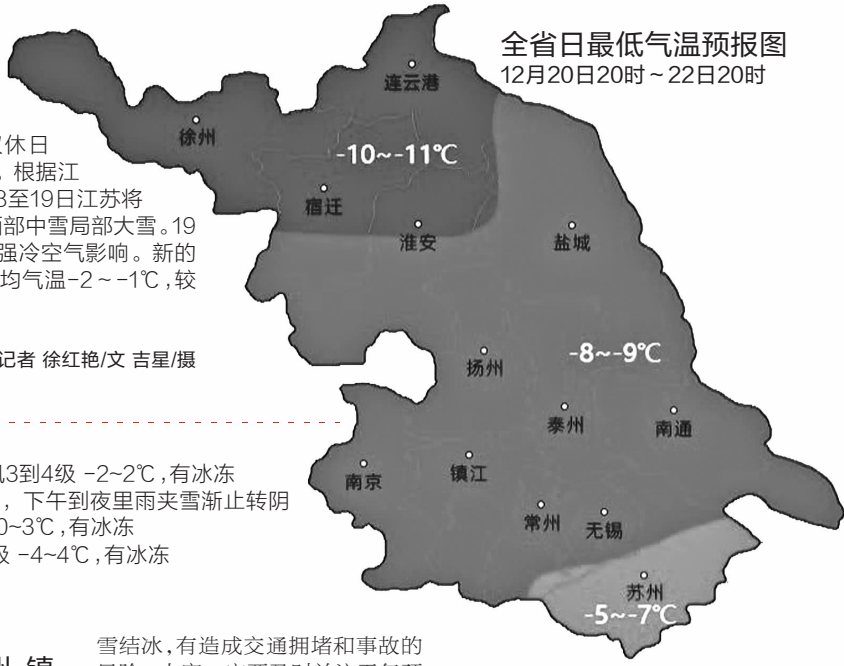 全省日最低气温预报图
12月20日20时～22日20时
休日
根据江
至19日江苏将
部中雪局部大雪。19
强冷空气影响。新的
均气温-2～-1℃,较
记者 徐红艳/文 吉星/摄
连云港
徐州
-10~-11℃
宿迁
淮安
盐城
扬州
-8~-9℃
泰州
南通
南京
镇江
常州
无锡
苏州
-5~-7℃
3到4级 -2~2℃,有冰冻
，下午到夜里雨夹雪渐止转阴
0~3℃,有冰冻
级 -4~4℃,有冰冻
镇
雪结冰,有造成交通拥堵和事故的